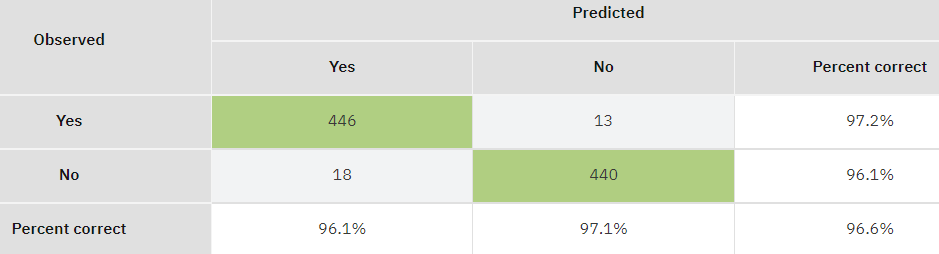 Observed Predicted
Yes No Percent correct
Yes 446 13 97.2%
No 18 440 96.1%
Percent correct 96.1% 97.1% 96.6%